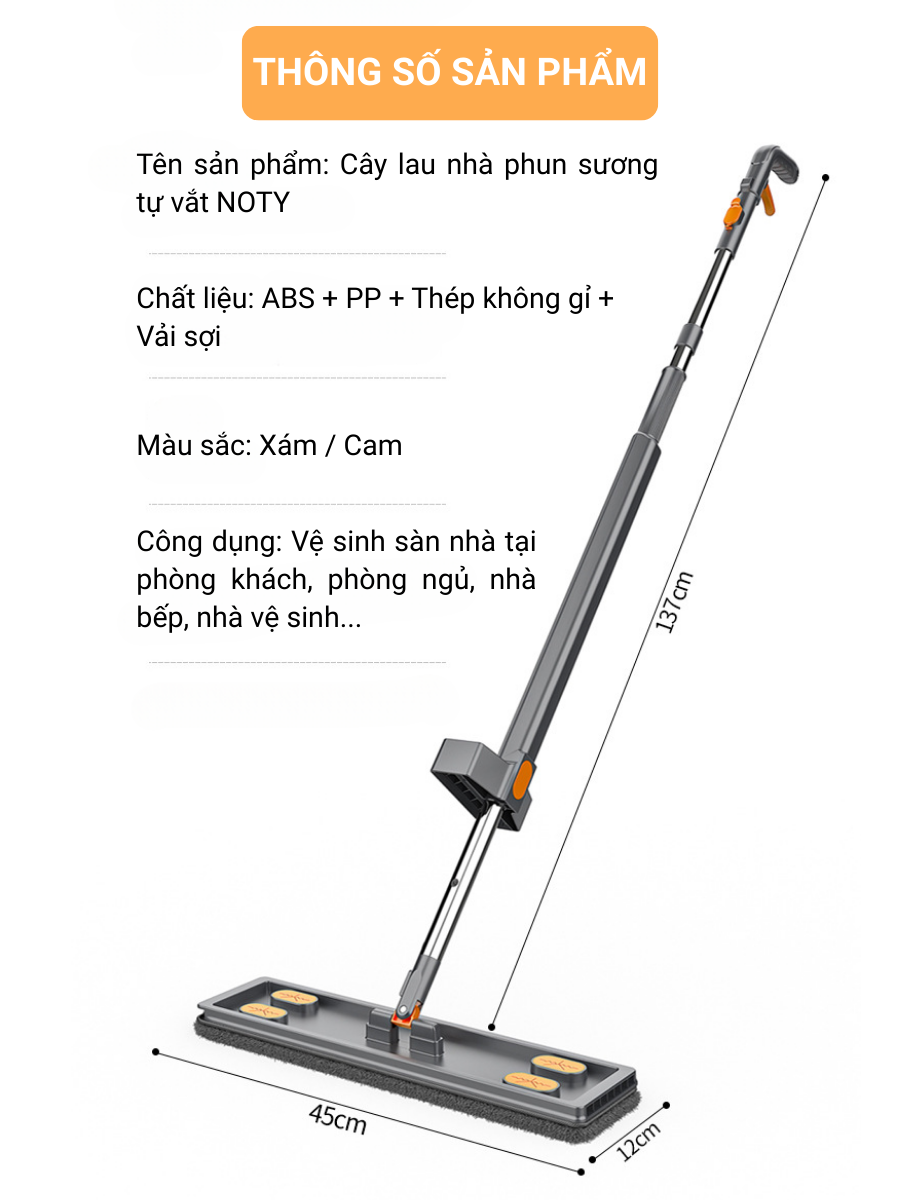 THÔNG SỐ SẢN PHẨM
Tên sản phẩm: Cây lau nhà phun sương
tự vắt NOTY
Chất liệu: ABS + PP + Thép không gỉ +
Vải sợi
Màu sắc: Xám / Cam
Công dụng: Vệ sinh sàn nhà tại
phòng khách, phòng ngủ, nhà
bếp, nhà vệ sinh...
137cm
45cm
12cm